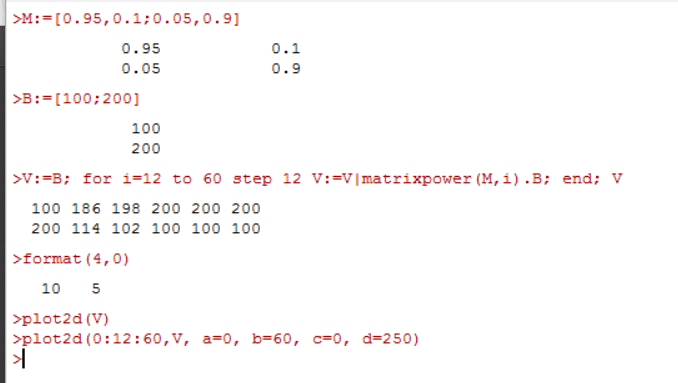 >M:=[0.95,0.1;0.05,0.9]
0.95 0.1
0.05 0.9
>B:=[100;200]
100
200
>V:=B; for i=12 to 60 step 12 V:=V|matrixpower(M,i).B; end; V
100 186 198 200 200 200
200 114 102 100 100 100
>format(4,0)
10 5
>plot2d(V)
>plot2d(0:12:60,V, a=0, b=60, c=0, d=250)
>